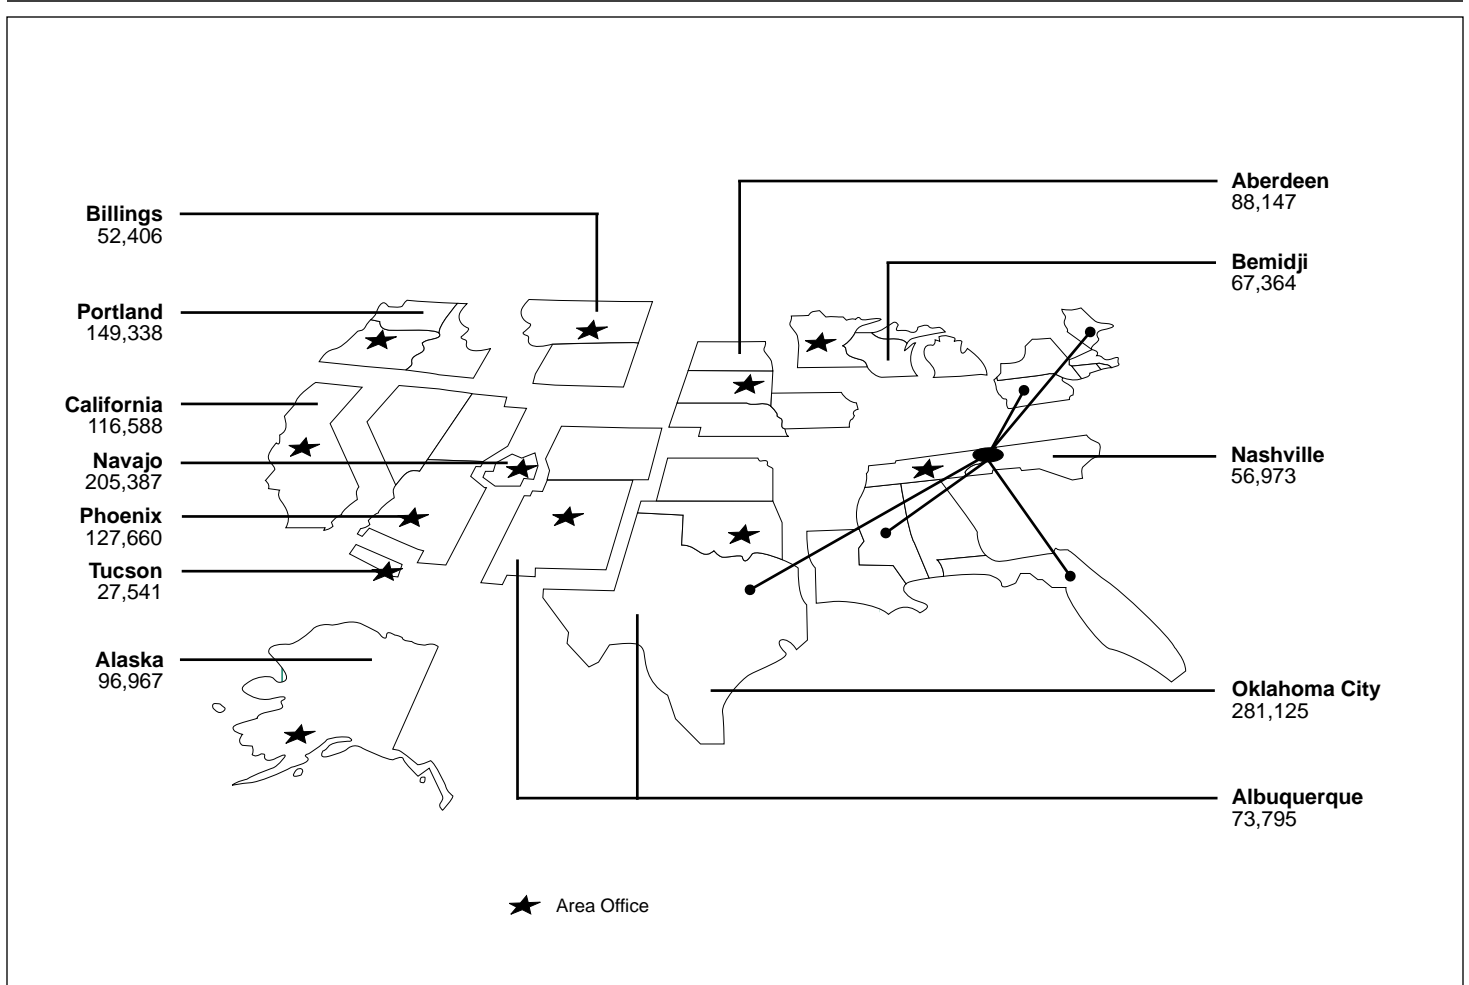 Billings
52,406
Portland
149,338
California
116,588
Navajo
205,387
Phoenix
127,660
Tucson
27,541
Alaska
96,967
Aberdeen
88,147
Bemidji
67,364
Nashville
56,973
Oklahoma City
281,125
Albuquerque
73,795
Area Office